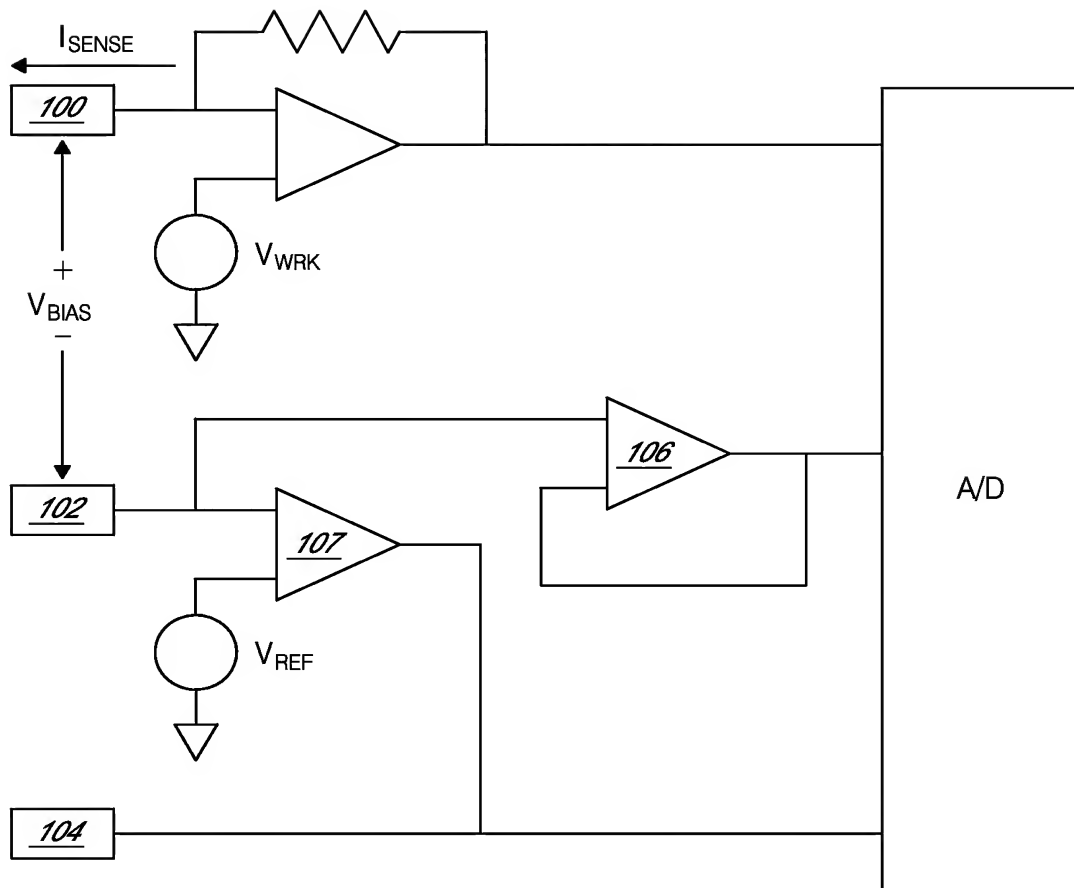 I_SENSE
100
+
V_BIAS
−
V_WRK
106
102
107
A/D
V_REF
104